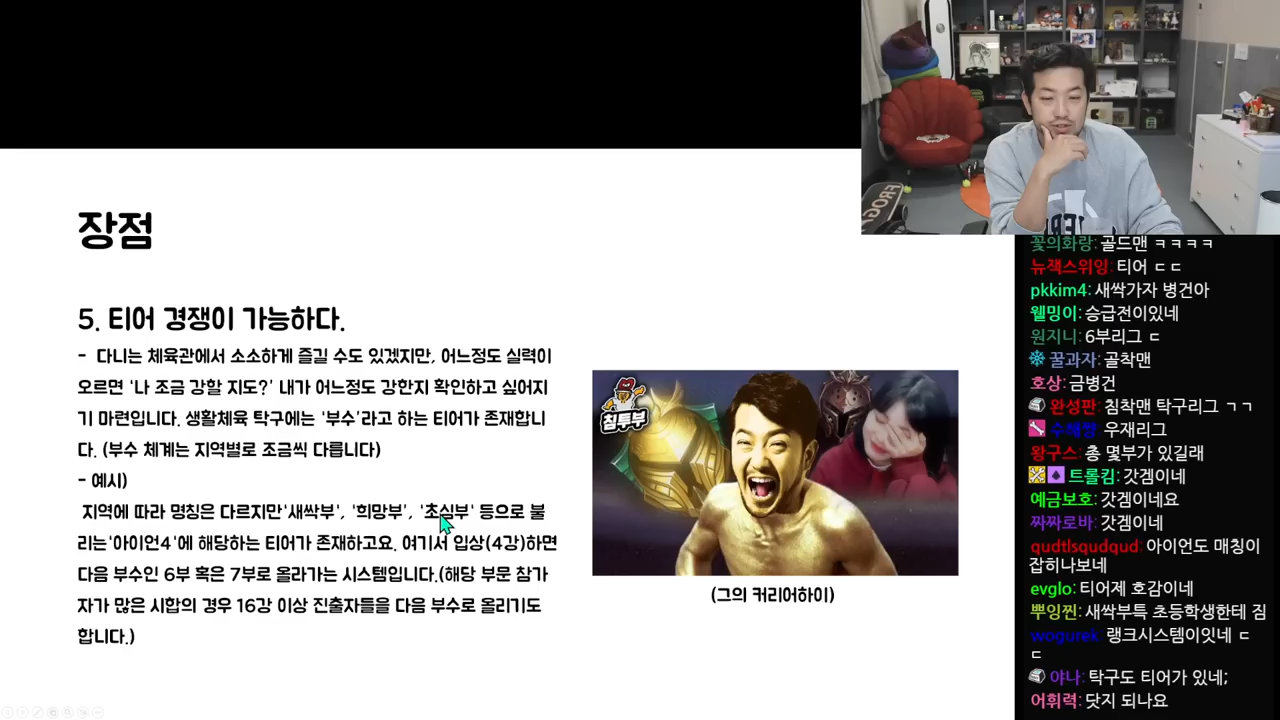 장점
5. 티어 경쟁이 가능하다.
- 다니는 체육관에서 소소하게 즐길 수도 있겠지만, 어느정도 실력이
오르면 '나 조금 강할 지도?' 내가 어느정도 강한지 확인하고 싶어지
기 마련입니다. 생활체육 탁구에는 '부수'라고 하는 티어가 존재합니
다. (부수 체계는 지역별로 조금씩 다릅니다)
- 예시)
지역에 따라 명칭은 다르지만'새싹부', '희망부', '초심부' 등으로 불
리는'아이언4'에 해당하는 티어가 존재하고요. 여기서 입상(4강)하면
다음 부수인 6부 혹은 7부로 올라가는 시스템입니다.(해당 부문 참가
자가 많은 시합의 경우 16강 이상 진출자들을 다음 부수로 올리기도
합니다.)
침투부
(그의 커리어하이)
꽃의화랑: 골드맨 ㅋㅋㅋㅋ
뉴잭스위잉: 티어 ㄷㄷ
pkkim4: 새싹가자 병건아
웰밍이: 승급전이있네
원지니: 6부리그 ㄷ
꿀과자: 골착맨
호상: 금병건
완성판: 침착맨 탁구리그 ㄱㄱ
우재리그
왕구스: 총 몇부가 있길래
트롤킴: 갓겜이네
예금보호: 갓겜이네요
짜짜로바: 갓겜이네
qudtlsqudqud: 아이언도 매칭이
잡히나보네
evglo: 티어제 호감이네
뿌잉찐: 새싹부특 초등학생한테 짐
wogurek: 랭크시스템이잇네 ㄷ
ㄷ
야나: 탁구도 티어가 있네;
어휘력: 닷지 되나요